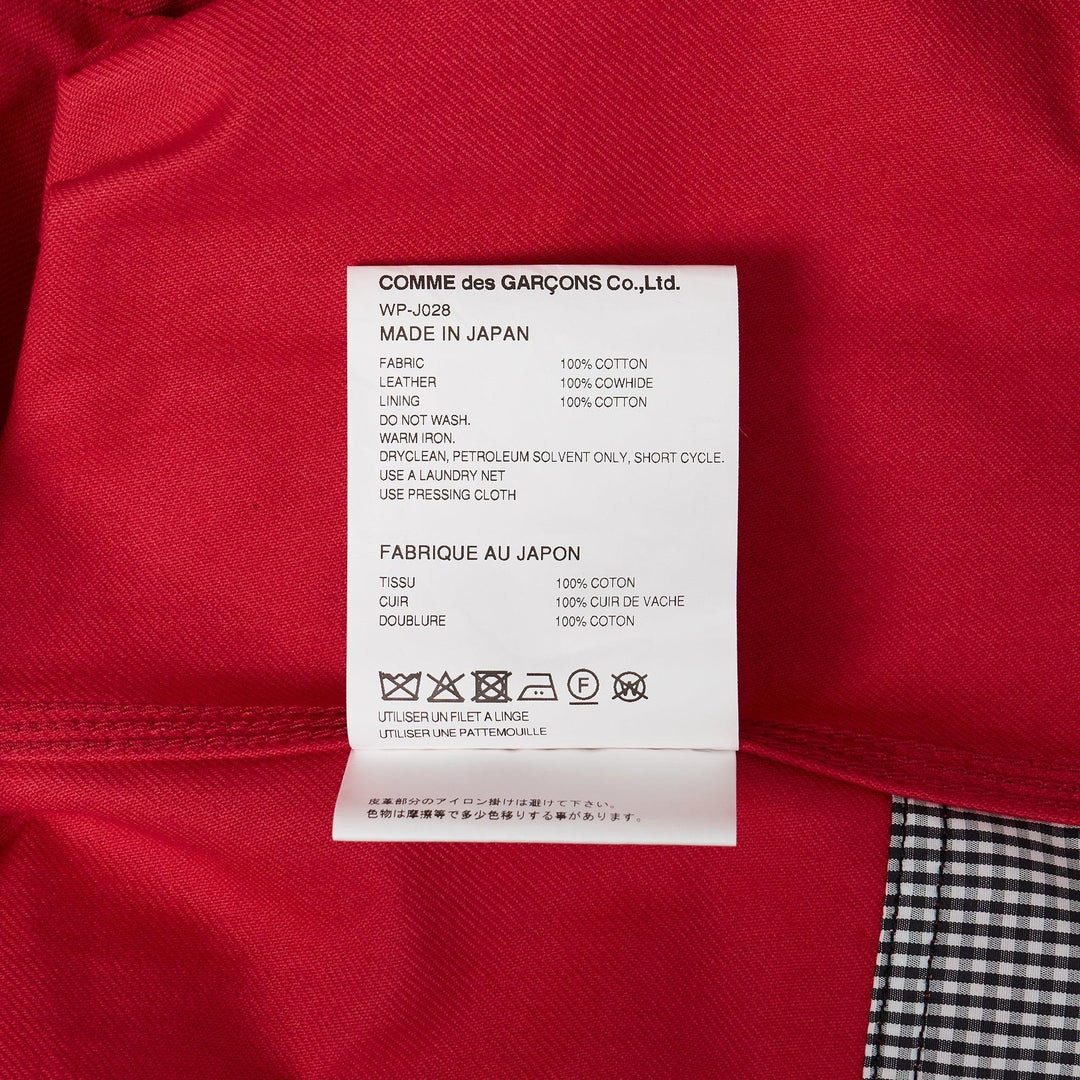 COMME des GARÇONS Co.,Ltd.
WP-J028
MADE IN JAPAN
FABRIC 100% COTTON
LEATHER 100% COWHIDE
LINING 100% COTTON
DO NOT WASH.
WARM IRON.
DRYCLEAN, PETROLEUM SOLVENT ONLY, SHORT CYCLE.
USE A LAUNDRY NET
USE PRESSING CLOTH
FABRIQUE AU JAPON
TISSU 100% COTON
CUIR 100% CUIR DE VACHE
DOUBLURE 100% COTON
F W
UTILISER UN FILET A LINGE
UTILISER UNE PATTEMOUILLE
皮革部分のアイロン掛けは避けて下さい。
色物は摩擦等で多少色移りする事があります。